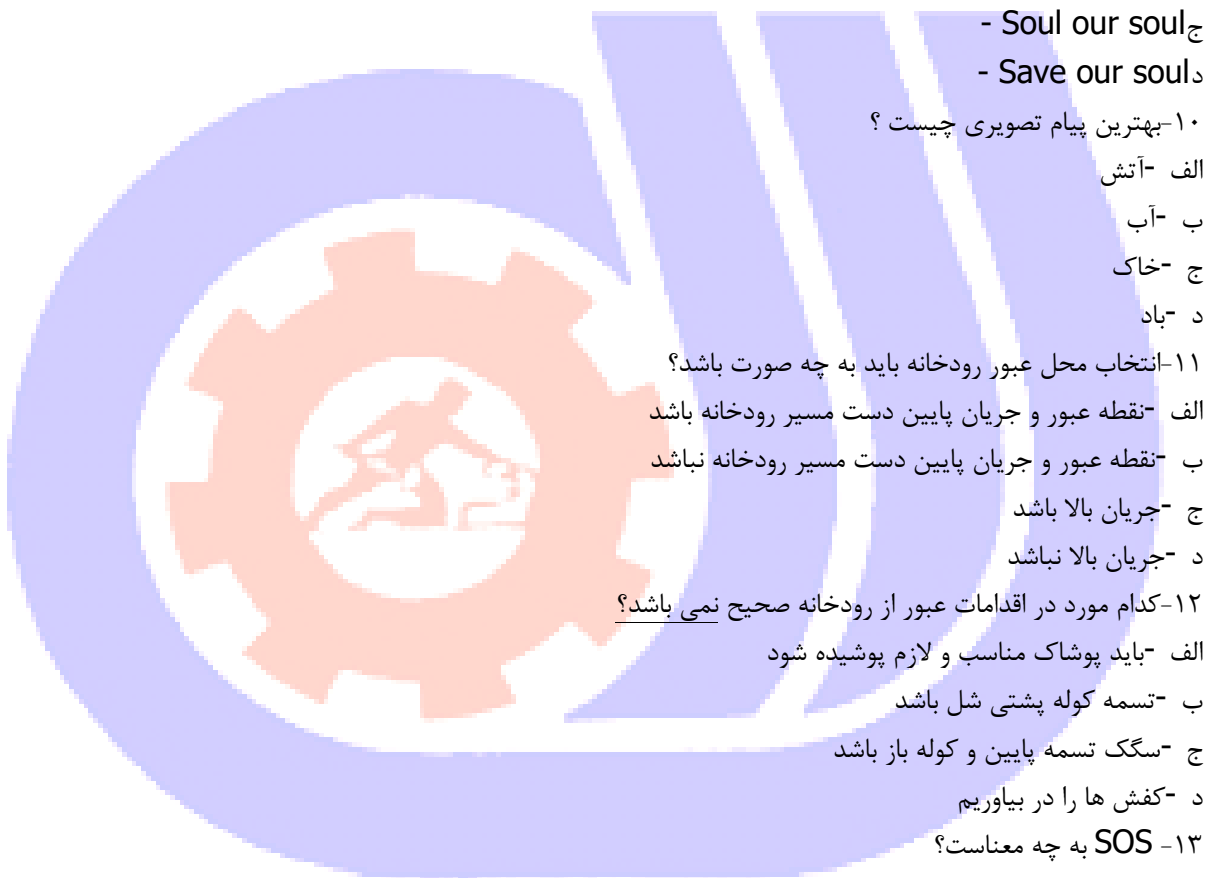 ج- Soul our soul
د- Save our soul
۱۰-بهترین پیام تصویری چیست ؟
الف -آتش
ب -آب
ج -خاک
د -باد
۱۱-انتخاب محل عبور رودخانه باید به چه صورت باشد؟
الف -نقطه عبور و جریان پایین دست مسیر رودخانه باشد
ب -نقطه عبور و جریان پایین دست مسیر رودخانه نباشد
ج -جریان بالا باشد
د -جریان بالا نباشد
۱۲-کدام مورد در اقدامات عبور از رودخانه صحیح نمی باشد؟
الف -باید پوشاک مناسب و لازم پوشیده شود
ب -تسمه کوله پشتی شل باشد
ج -سگک تسمه پایین و کوله باز باشد
د -کفش ها را در بیاوریم
۱۳- SOS به چه معناست؟